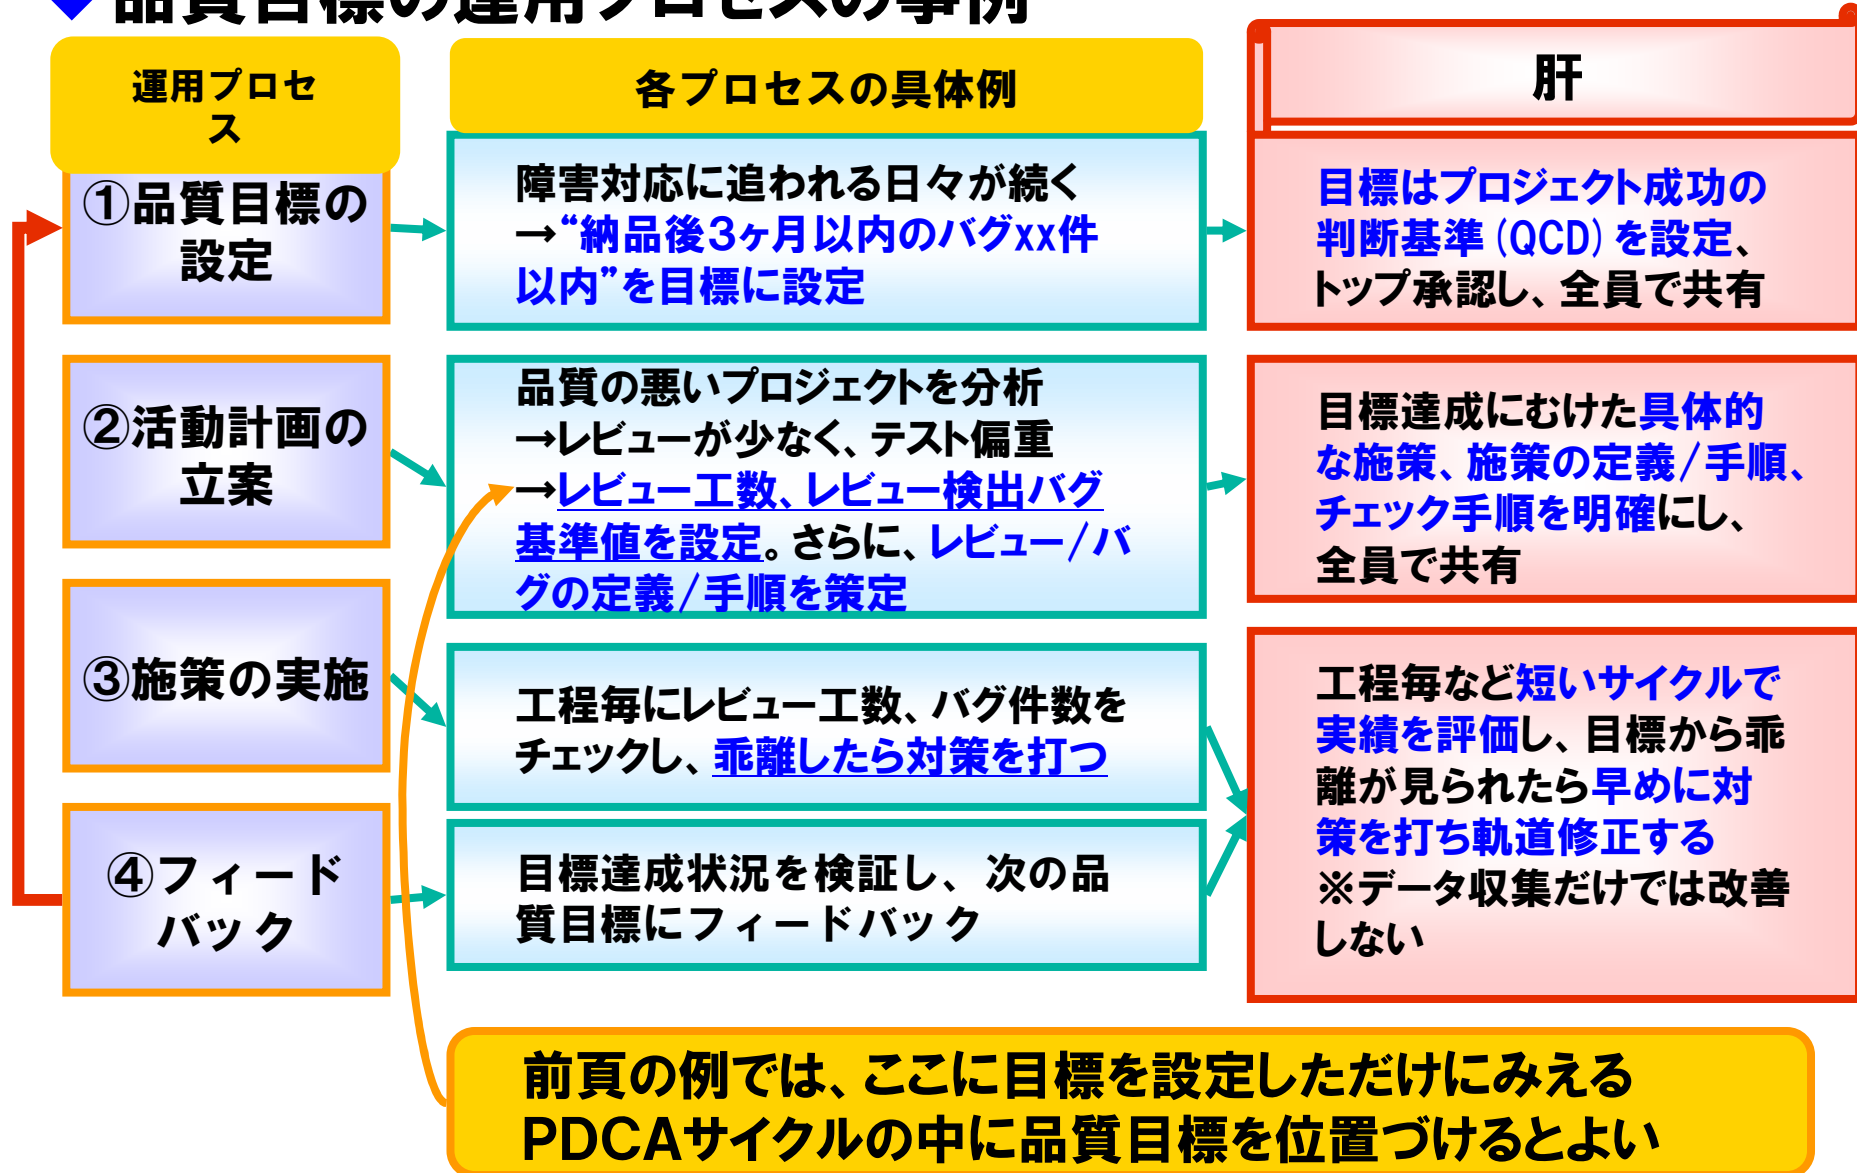 ◆品質目標の運用プロセスの事例
運用プロセ
ス
各プロセスの具体例
肝
①品質目標の
設定
障害対応に追われる日々が続く
→“納品後3ヶ月以内のバグxx件
以内”を目標に設定
目標はプロジェクト成功の
判断基準(QCD)を設定、
トップ承認し、全員で共有
②活動計画の
立案
品質の悪いプロジェクトを分析
→レビューが少なく、テスト偏重
→レビュー工数、レビュー検出バグ
基準値を設定。さらに、レビュー/バ
グの定義/手順を策定
目標達成にむけた具体的
な施策、施策の定義/手順、
チェック手順を明確にし、
全員で共有
③施策の実施
工程毎にレビュー工数、バグ件数を
チェックし、乖離したら対策を打つ
工程毎など短いサイクルで
実績を評価し、目標から乖
離が見られたら早めに対
策を打ち軌道修正する
※データ収集だけでは改善
しない
④フィード
バック
目標達成状況を検証し、次の品
質目標にフィードバック
前頁の例では、ここに目標を設定しただけにみえる
PDCAサイクルの中に品質目標を位置づけるとよい